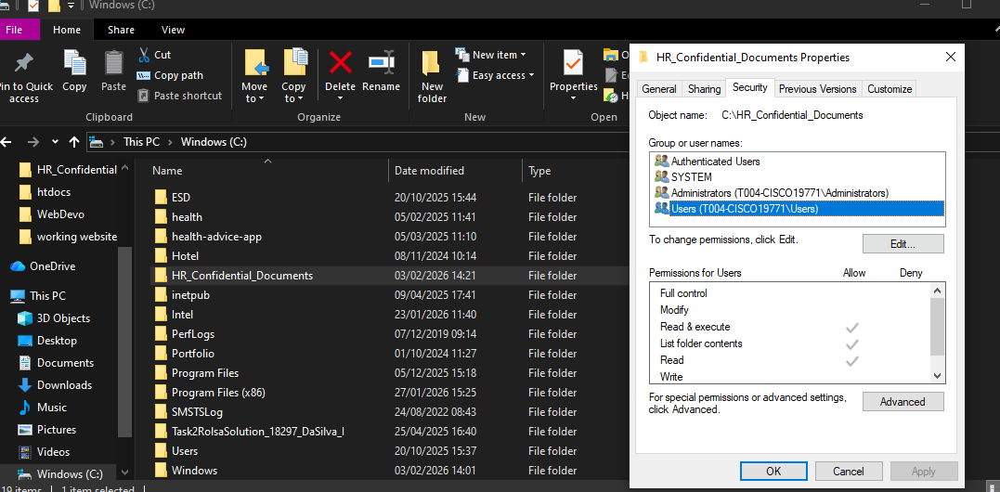 Windows (C:)
File Home Share View
in to Quick access
Copy
Paste
Cut
Copy path
Paste shortcut
Clipboard
Move to
Copy to
Delete
Rename
Organize
New folder
New item
Easy access
New
Properties
Open
This PC Windows (C:)
HR_Confidential
htdocs
WebDevo
working website
OneDrive
This PC
3D Objects
Desktop
Documents
Downloads
Music
Pictures
Videos
Windows (C:)
Name Date modified Type
ESD 20/10/2025 15:44 File folder
health 05/02/2025 11:41 File folder
health-advice-app 05/03/2025 11:10 File folder
Hotel 08/11/2024 10:14 File folder
HR_Confidential_Documents 03/02/2026 14:21 File folder
inetpub 09/04/2025 17:41 File folder
Intel 23/01/2026 11:40 File folder
PerfLogs 07/12/2019 09:14 File folder
Portfolio 01/10/2024 11:27 File folder
Program Files 05/12/2025 15:18 File folder
Program Files (x86) 27/01/2026 15:25 File folder
SMSTSLog 24/08/2022 08:43 File folder
Task2RolsaSolution_18297_DaSilva_I 25/04/2025 16:40 File folder
Users 20/10/2025 15:37 File folder
Windows 03/02/2026 14:01 File folder
19 items 1 item selected
HR_Confidential_Documents Properties
General Sharing Security Previous Versions Customize
Object name: C:\HR_Confidential_Documents
Group or user names:
Authenticated Users
SYSTEM
Administrators (T004-CISCO19771\Administrators)
Users (T004-CISCO19771\Users)
To change permissions, click Edit.
Edit...
Permissions for Users Allow Deny
Full control
Modify
Read & execute
List folder contents
Read
Write
For special permissions or advanced settings,
click Advanced.
Advanced
OK Cancel Apply